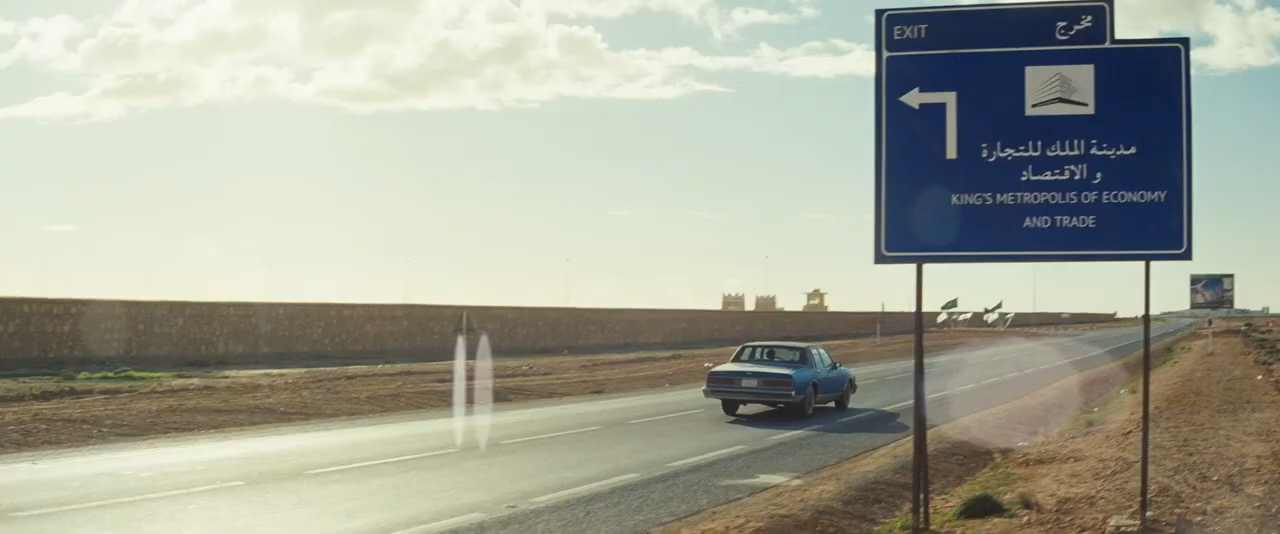 EXIT مخرج
مدينة الملك للتجارة
و الاقتصاد
KING'S METROPOLIS OF ECONOMY
AND TRADE